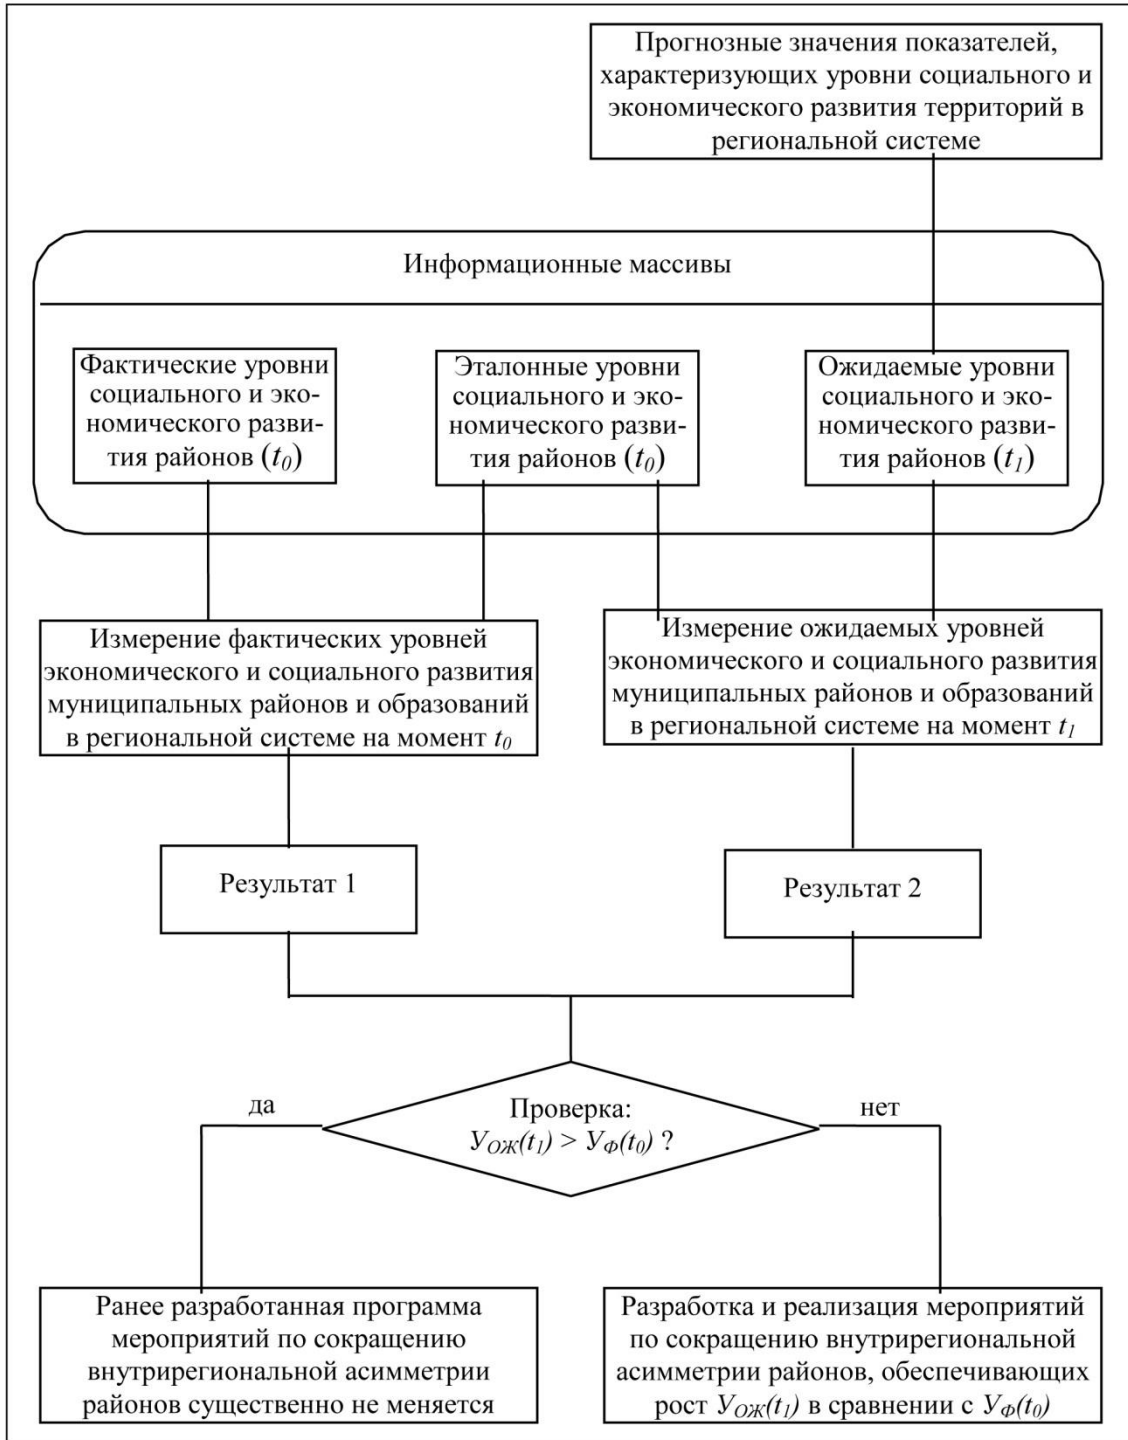 Прогнозные значения показателей,
характеризующих уровни социального и
экономического развития территорий в
региональной системе
Информационные массивы
Фактические уровни
социального и эко-
номического разви-
тия районов (t0)
Эталонные уровни
социального и эко-
номического разви-
тия районов (t0)
Ожидаемые уровни
социального и эко-
номического разви-
тия районов (t1)
Измерение фактических уровней
экономического и социального развития
муниципальных районов и образований
в региональной системе на момент t0
Измерение ожидаемых уровней
экономического и социального развития
муниципальных районов и образований
в региональной системе на момент t1
Результат 1
Результат 2
да
Проверка:
УОЖ(t1) > УФ(t0) ?
нет
Ранее разработанная программа
мероприятий по сокращению
внутрирегиональной асимметрии
районов существенно не меняется
Разработка и реализация мероприятий
по сокращению внутрирегиональной
асимметрии районов, обеспечивающих
рост УОЖ(t1) в сравнении с УФ(t0)